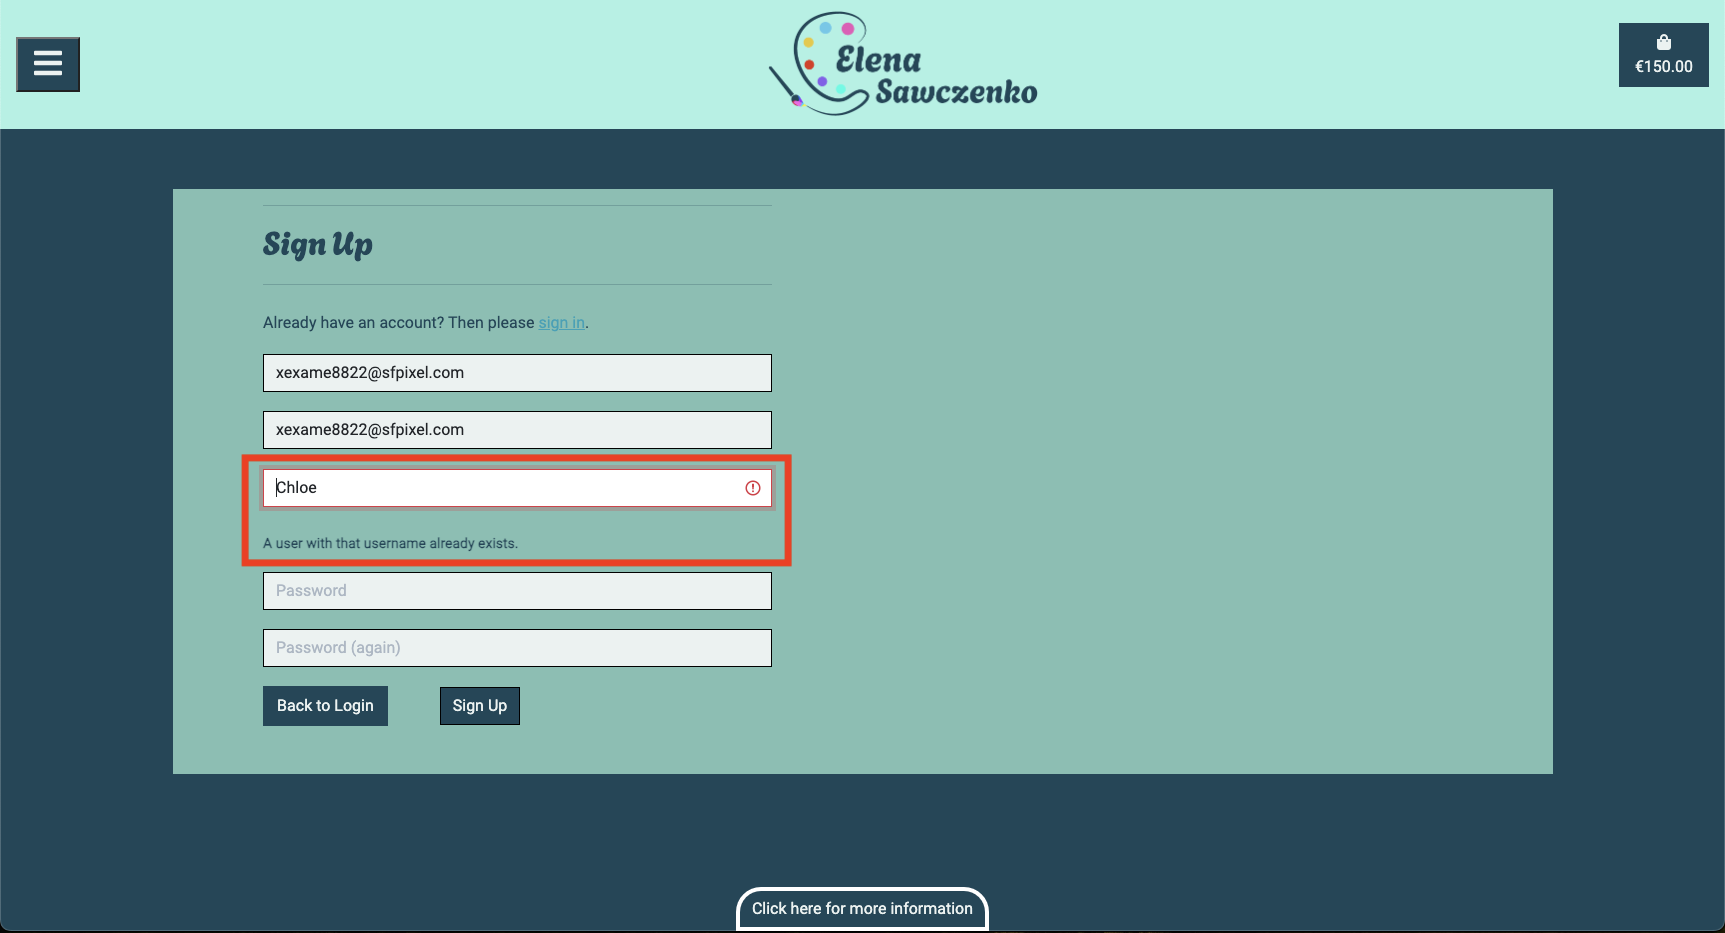 Elena
Sawczenko
€150.00
Sign Up
Already have an account? Then please sign in.
xexame8822@sfpixel.com
xexame8822@sfpixel.com
Chloe
A user with that username already exists.
Password
Password (again)
Back to Login
Sign Up
Click here for more information